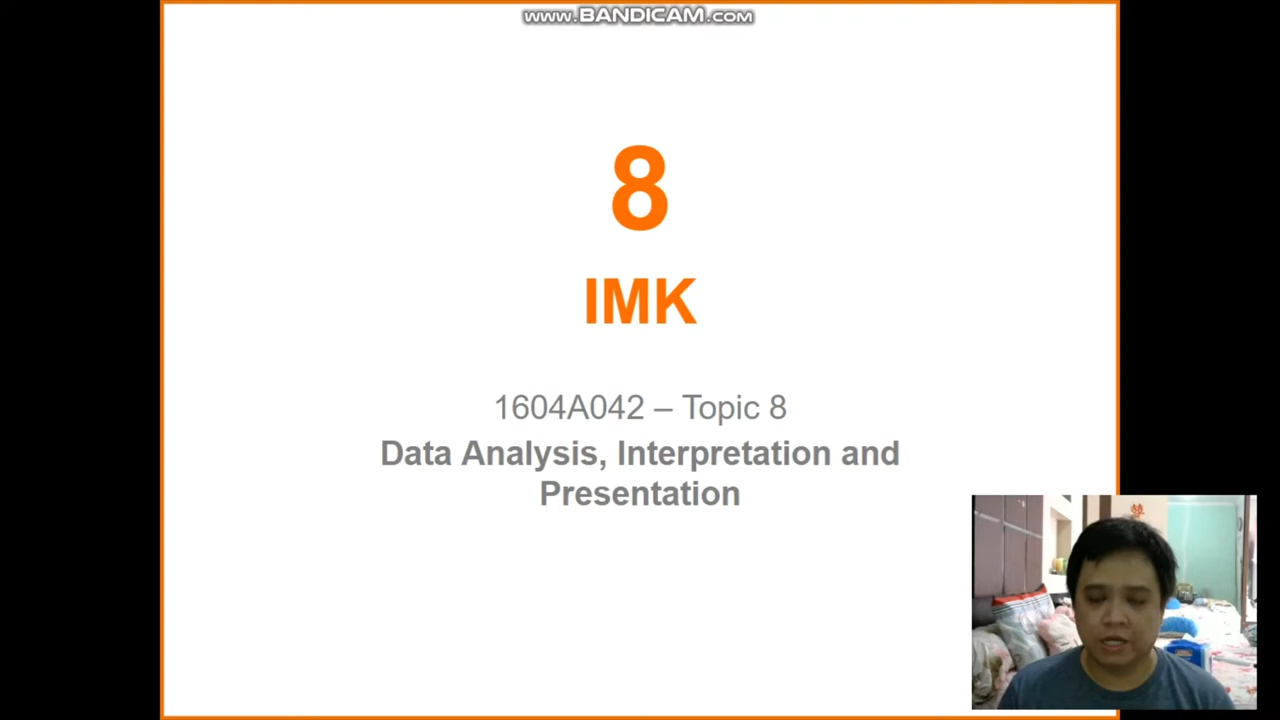 www.BANDICAM.com
8
IMK
1604A042 – Topic 8
Data Analysis, Interpretation and
Presentation